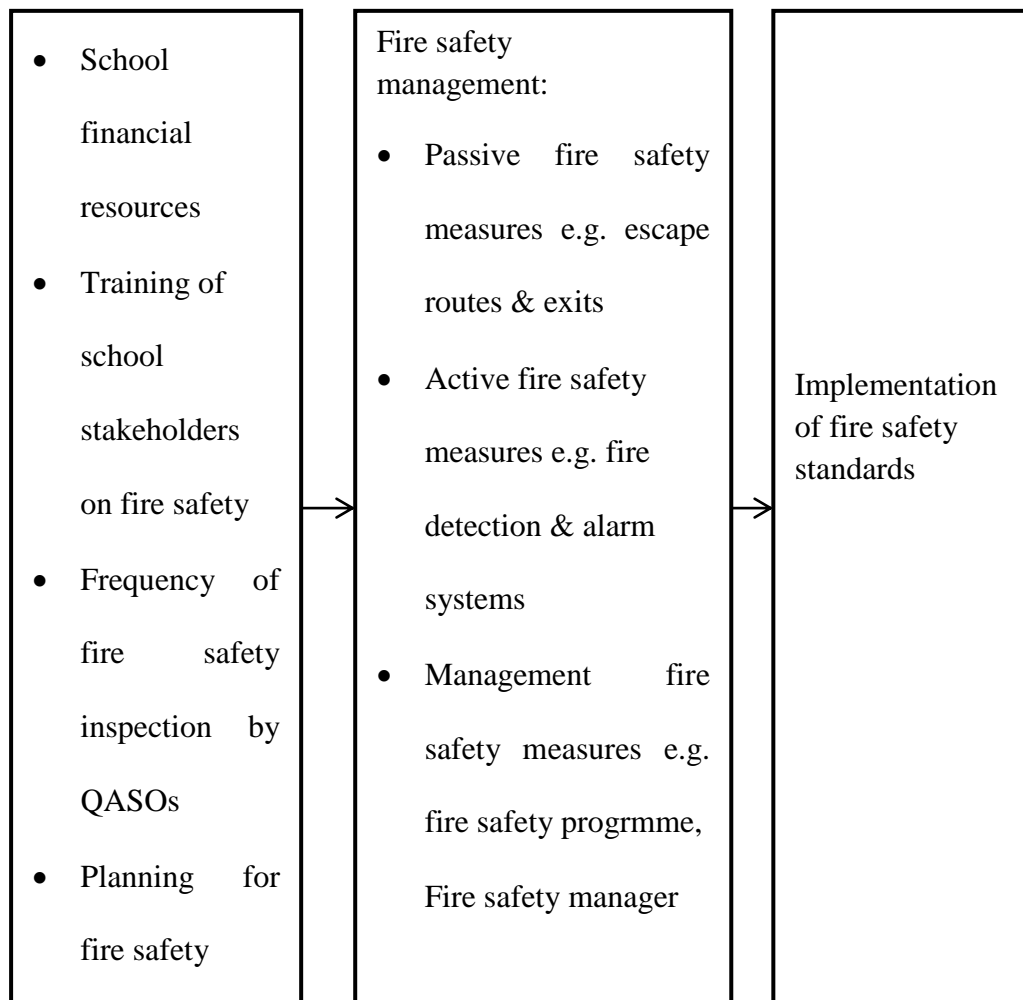 • School
financial
resources
• Training of
school
stakeholders
on fire safety
• Frequency of
fire safety
inspection by
QASOs
• Planning for
fire safety
Fire safety
management:
• Passive fire safety
measures e.g. escape
routes & exits
• Active fire safety
measures e.g. fire
detection & alarm
systems
• Management fire
safety measures e.g.
fire safety progrmme,
Fire safety manager
Implementation
of fire safety
standards